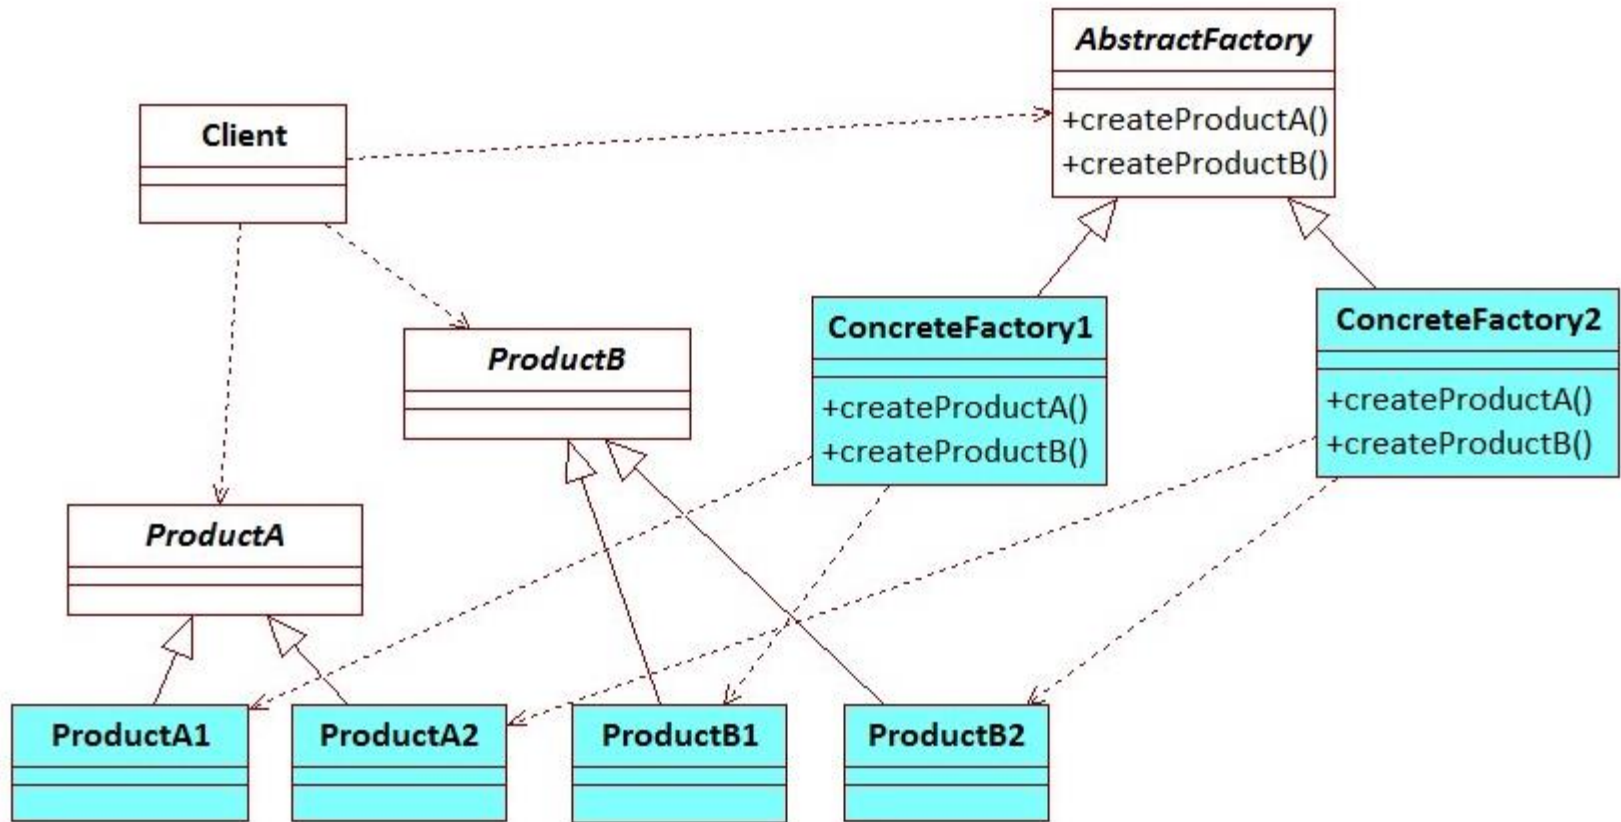 AbstractFactory
+createProductA()
+createProductB()
Client
ProductB
ConcreteFactory1
+createProductA()
+createProductB()
ConcreteFactory2
+createProductA()
+createProductB()
ProductA
ProductA1
ProductA2
ProductB1
ProductB2